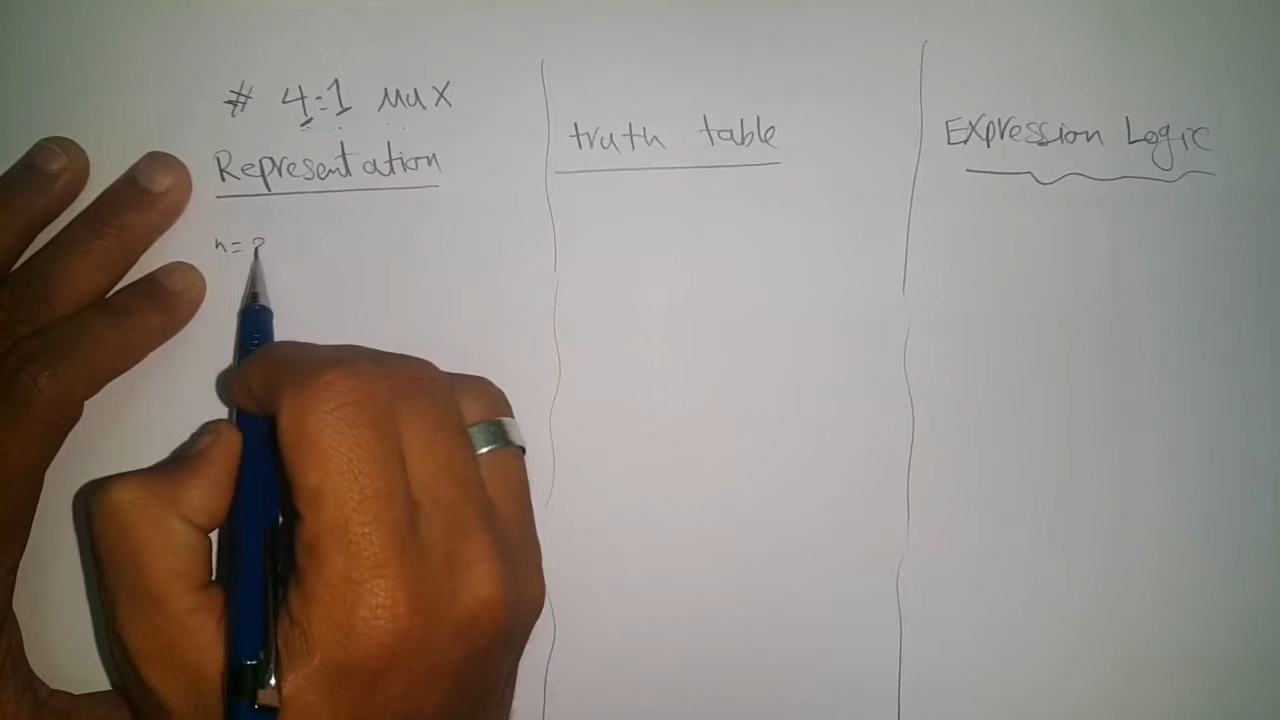 # 4:1 MUX
Representation
n= ?
truth table
Expression Logic